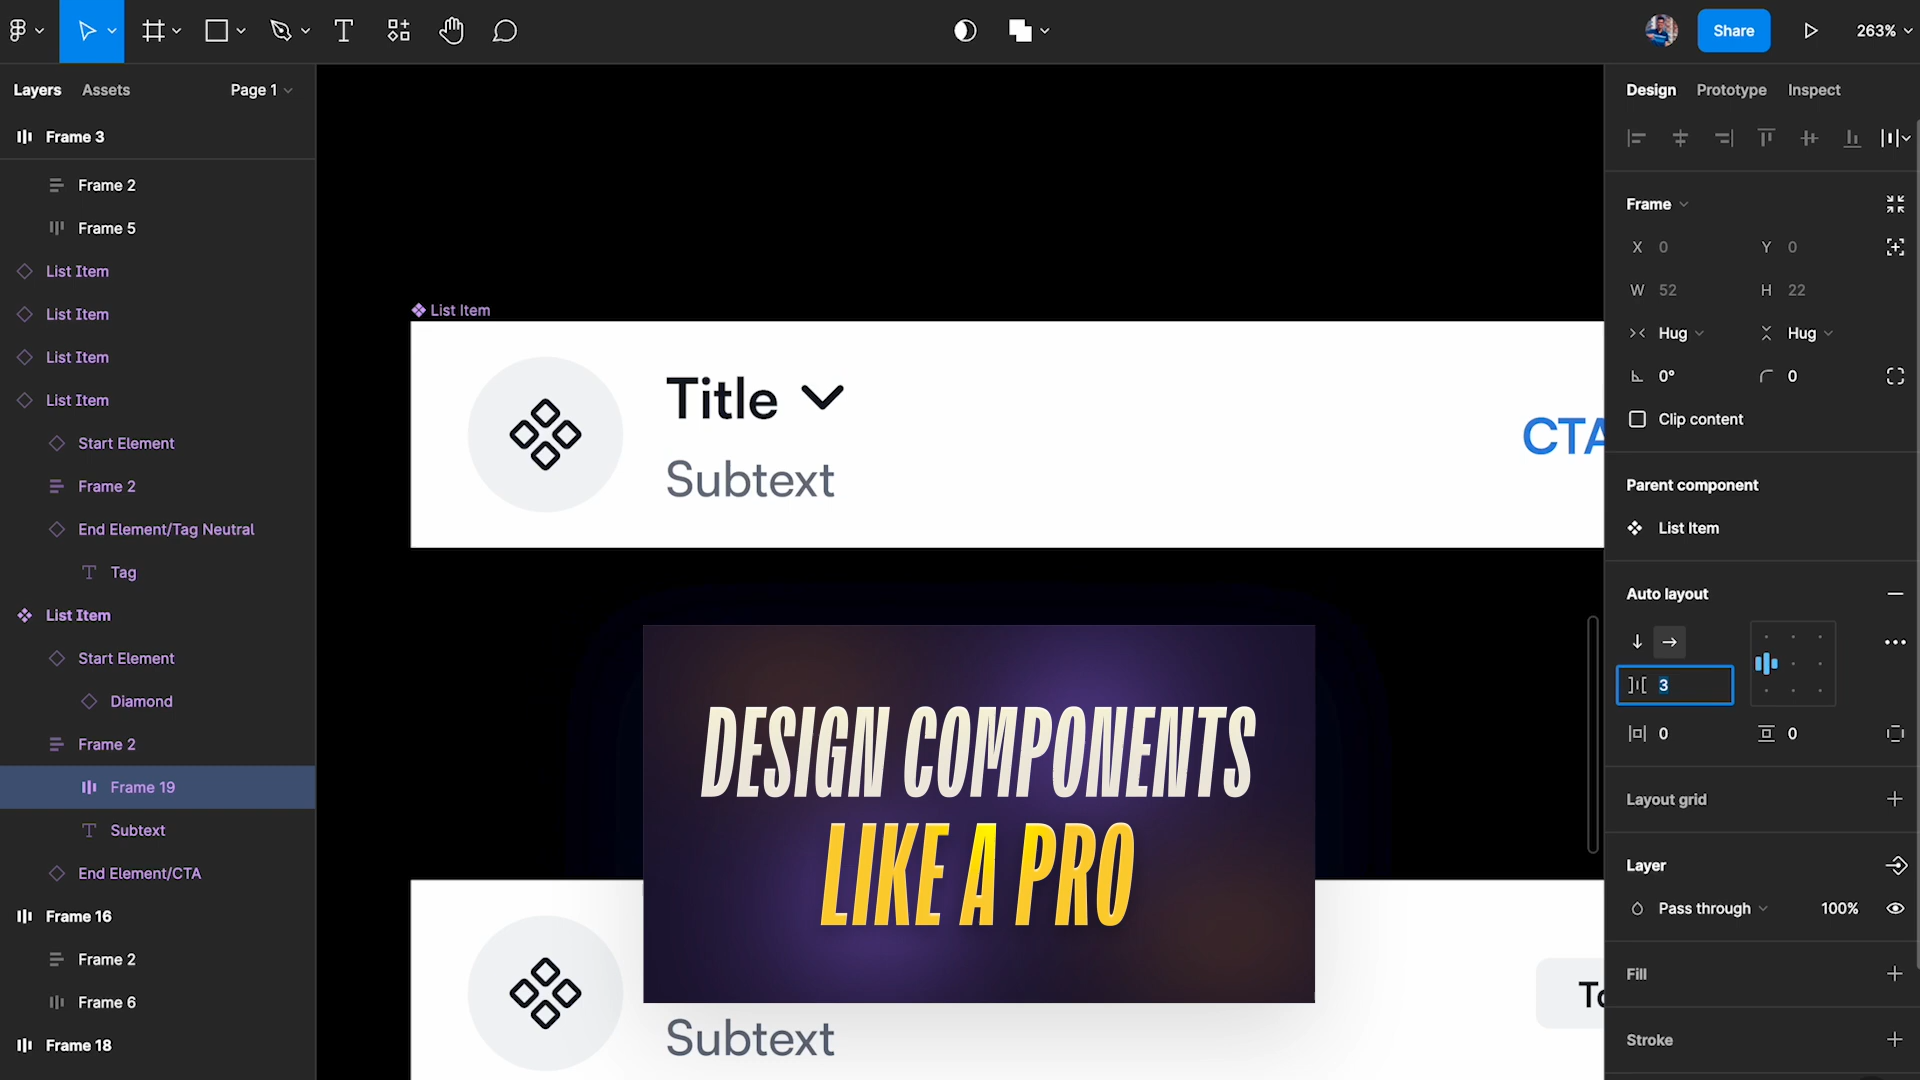 Share
263%
Layers
Assets
Page 1
Frame 3
Frame 2
Frame 5
List Item
List Item
List Item
List Item
Start Element
Frame 2
End Element/Tag Neutral
Tag
List Item
Start Element
Diamond
Frame 2
Frame 19
Subtext
End Element/CTA
Frame 16
Frame 2
Frame 6
Frame 18
List Item
Title
Subtext
CTA
DESIGN COMPONENTS
LIKE A PRO
Subtext
Design
Prototype
Inspect
Frame
X 0
Y 0
W 52
H 22
Hug
Hug
0°
0
Clip content
Parent component
List Item
Auto layout
3
0
0
Layout grid
Layer
Pass through
100%
Fill
Stroke